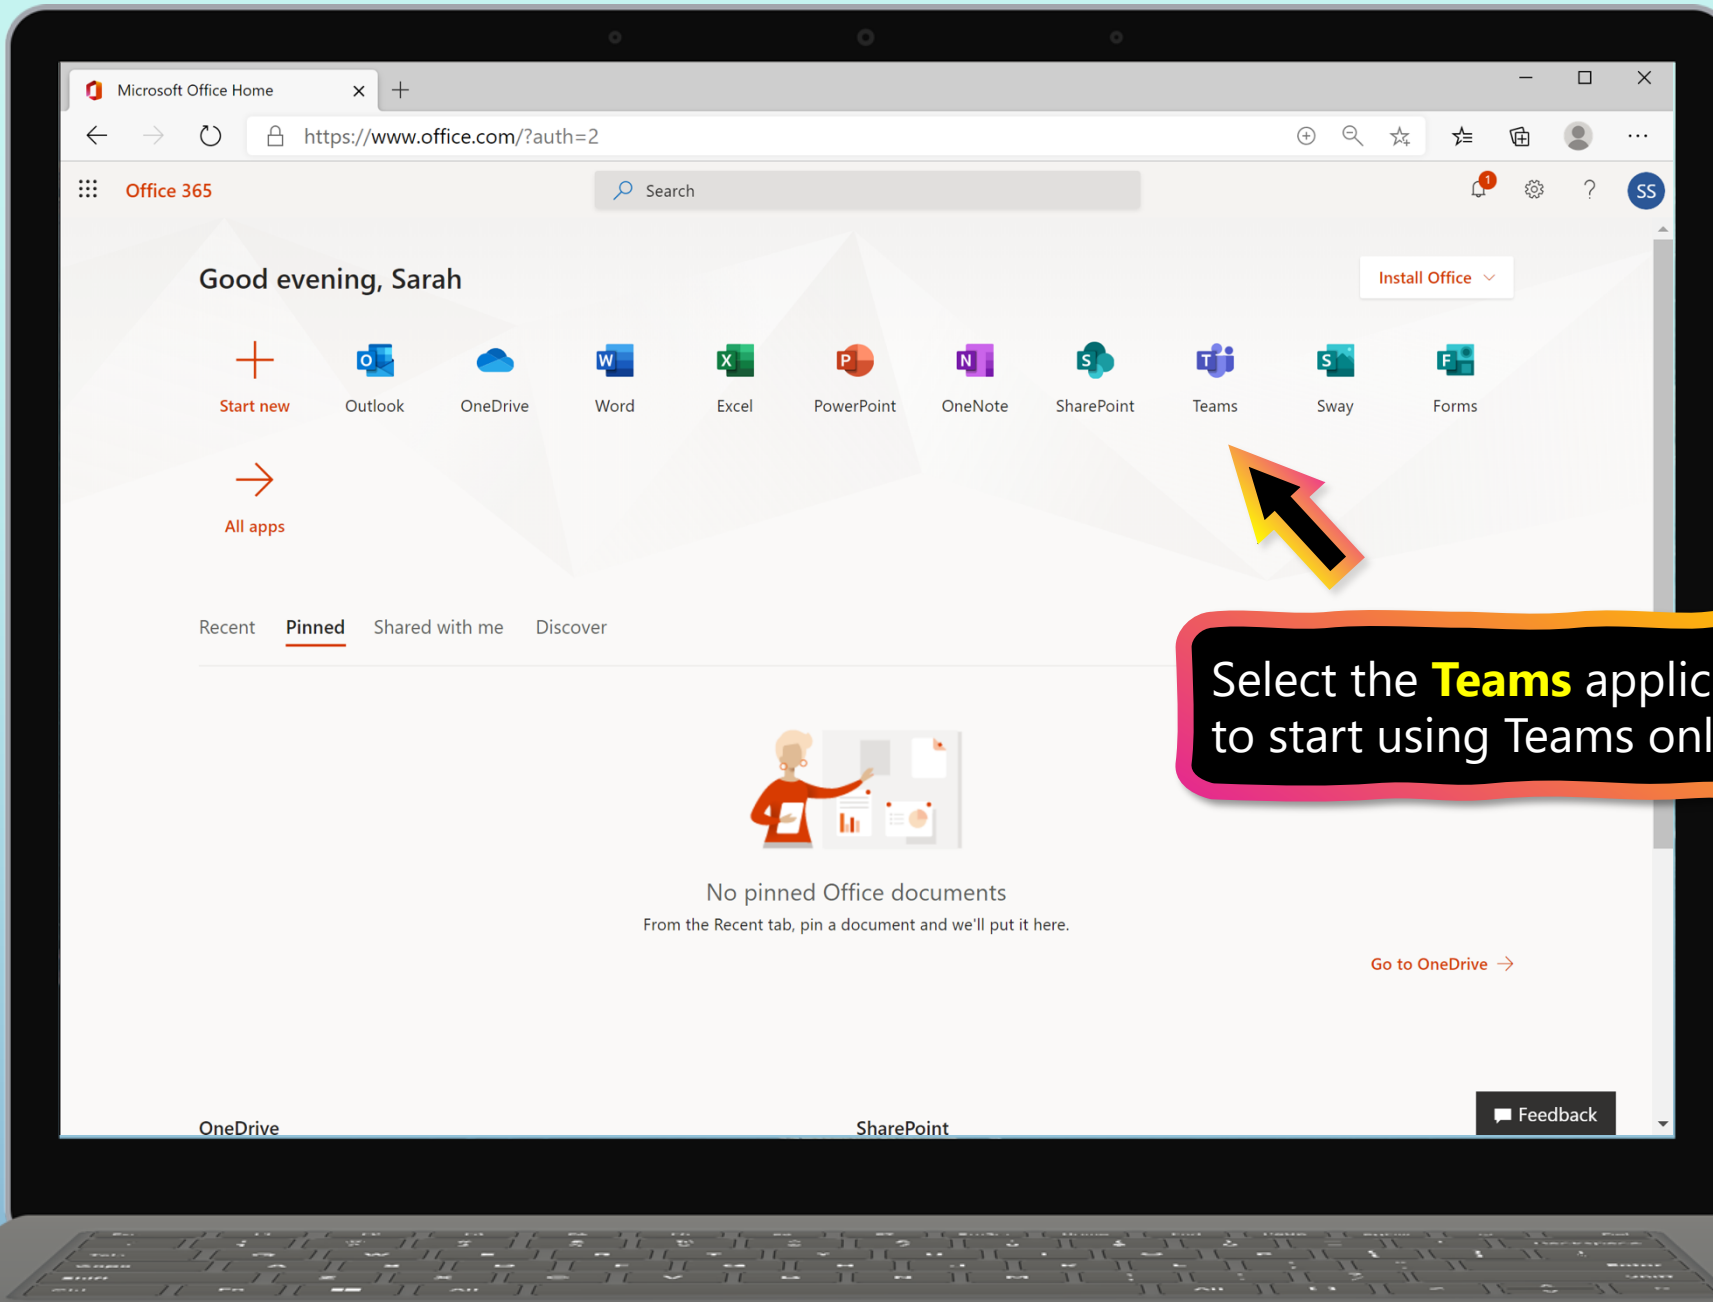 Microsoft Office Home
https://www.office.com/?auth=2
Office 365
Search
1
SS
Good evening, Sarah
Install Office
O
W
X
P
N
S
T
S
F
Start new
Outlook
OneDrive
Word
Excel
PowerPoint
OneNote
SharePoint
Teams
Sway
Forms
All apps
Recent
Pinned
Shared with me
Discover
Select the Teams applic
to start using Teams onl
No pinned Office documents
From the Recent tab, pin a document and we'll put it here.
Go to OneDrive
Feedback
OneDrive
SharePoint